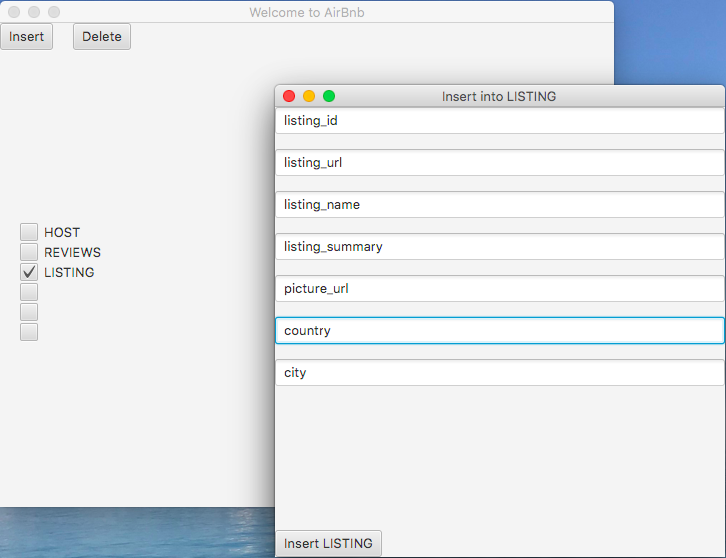 Welcome to AirBnb
Insert
Delete
HOST
REVIEWS
LISTING
Insert into LISTING
listing_id
listing_url
listing_name
listing_summary
picture_url
country
city
Insert LISTING